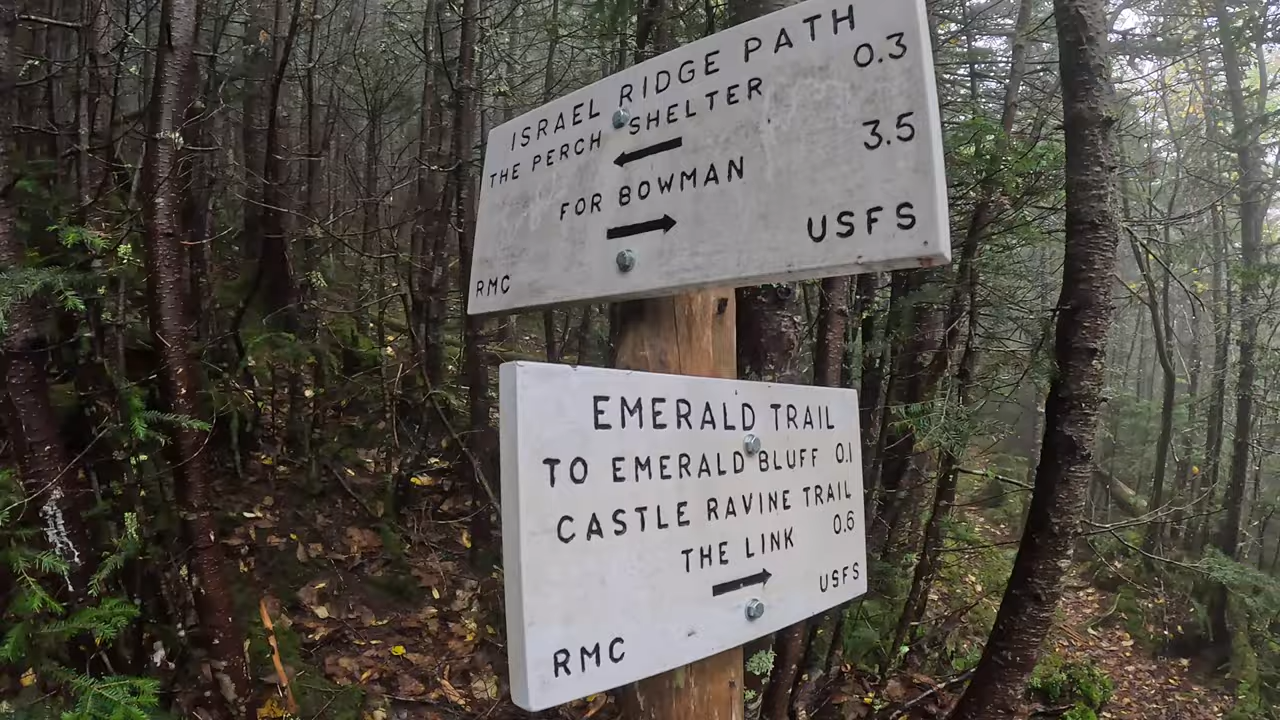 ISRAEL RIDGE PATH
THE PERCH SHELTER 0.3
FOR BOWMAN 3.5
RMC USFS
EMERALD TRAIL
TO EMERALD BLUFF 0.1
CASTLE RAVINE TRAIL
THE LINK 0.6
USFS
RMC